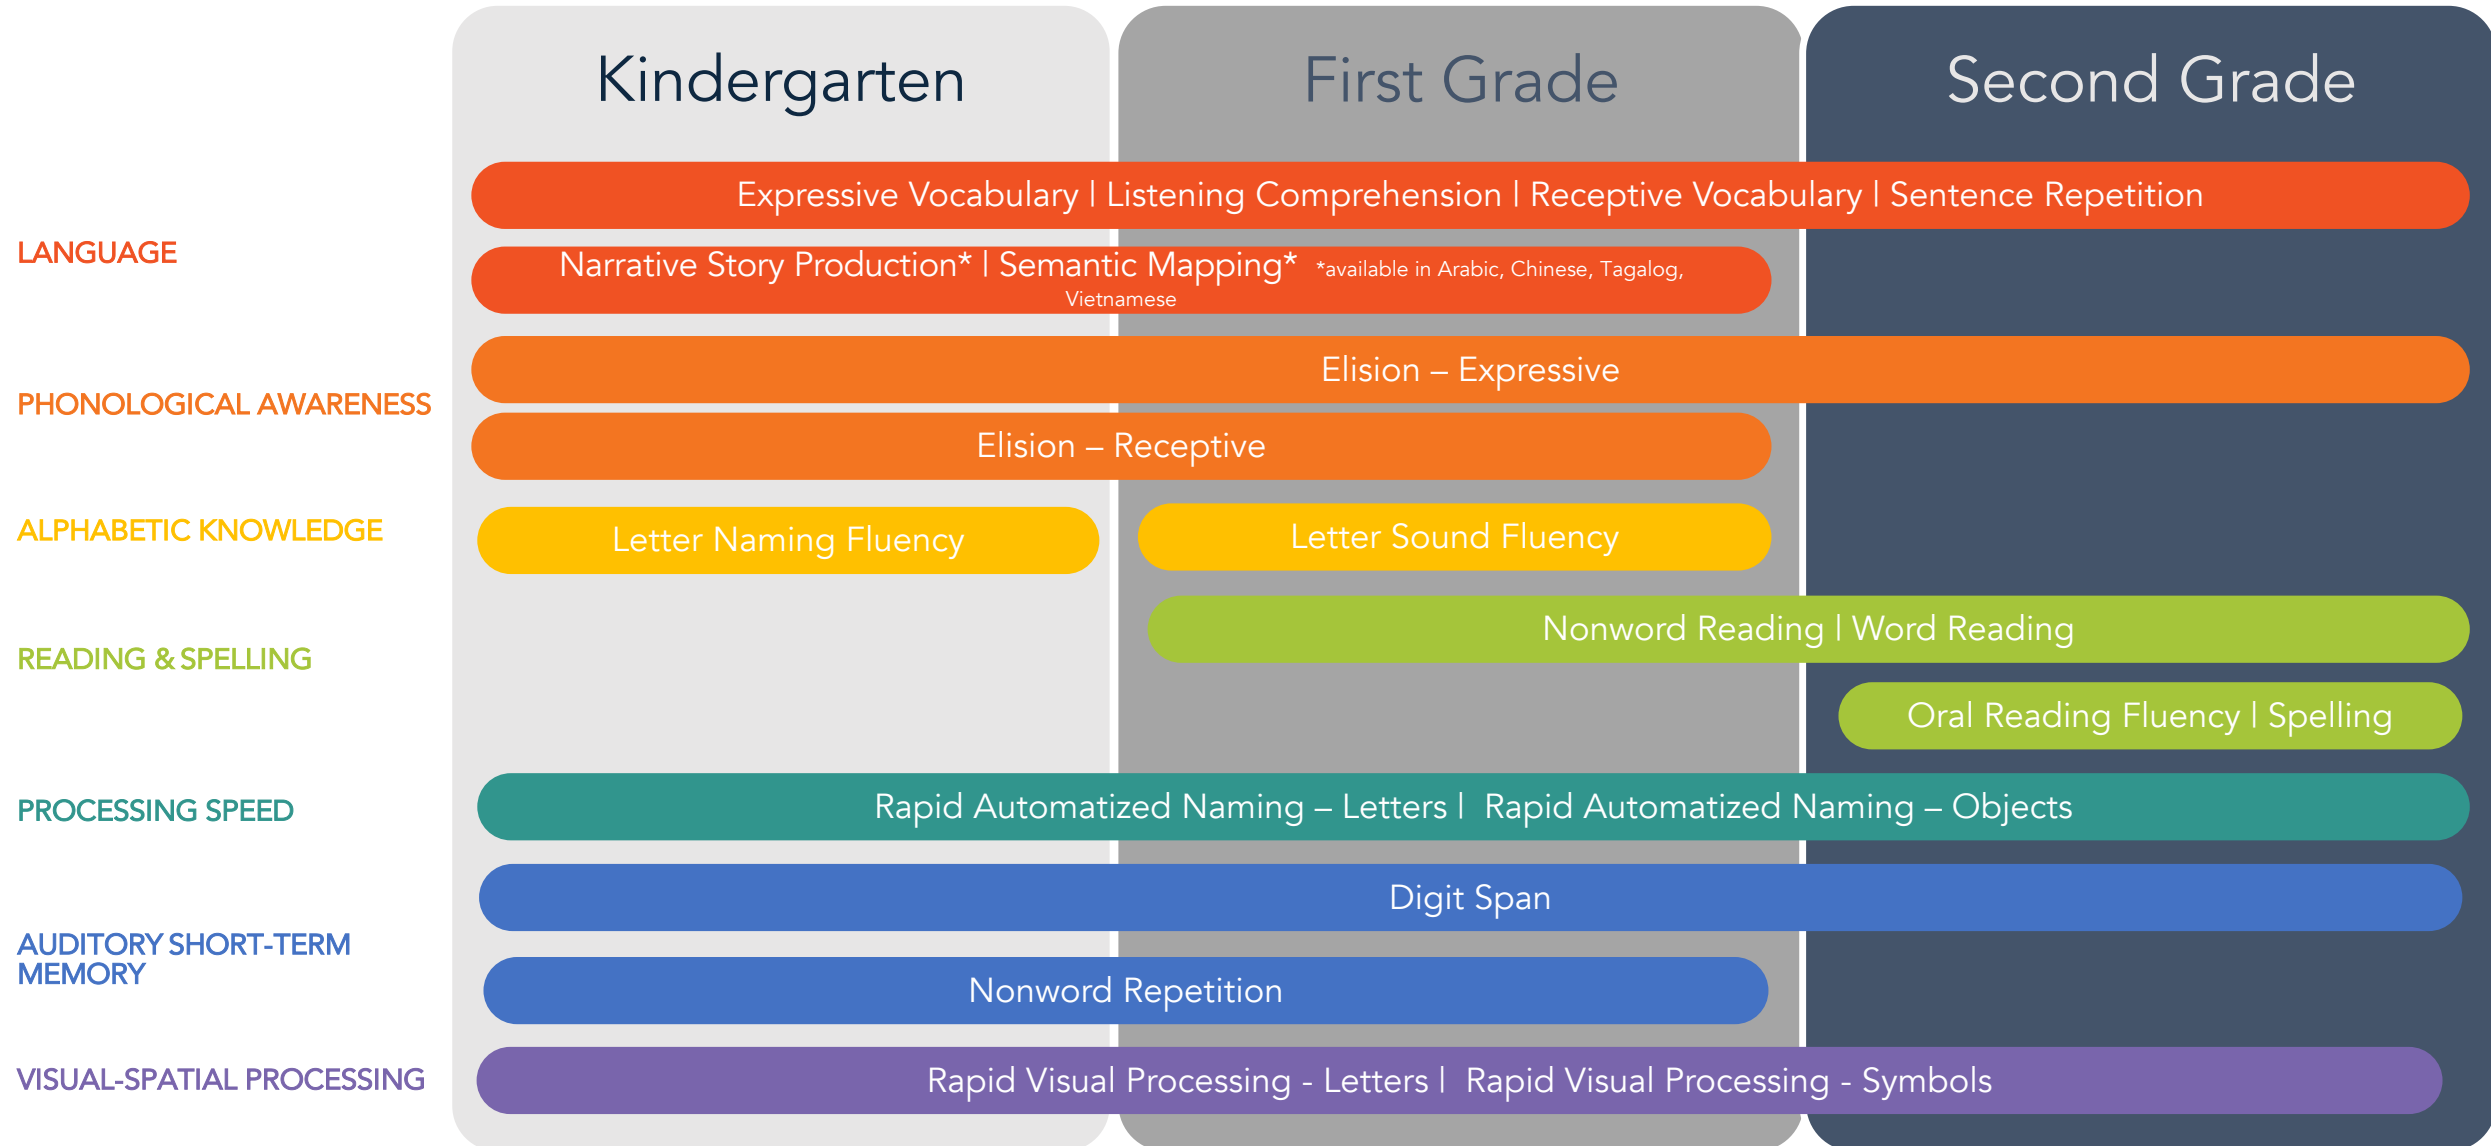 Kindergarten
First Grade
Second Grade
Expressive Vocabulary | Listening Comprehension | Receptive Vocabulary | Sentence Repetition
LANGUAGE
Narrative Story Production* | Semantic Mapping* *available in Arabic, Chinese, Tagalog,
Vietnamese
Elision – Expressive
PHONOLOGICAL AWARENESS
Elision – Receptive
ALPHABETIC KNOWLEDGE
Letter Naming Fluency
Letter Sound Fluency
Nonword Reading | Word Reading
READING & SPELLING
Oral Reading Fluency | Spelling
PROCESSING SPEED
Rapid Automatized Naming – Letters | Rapid Automatized Naming – Objects
Digit Span
AUDITORY SHORT-TERM
MEMORY
Nonword Repetition
VISUAL-SPATIAL PROCESSING
Rapid Visual Processing - Letters | Rapid Visual Processing - Symbols